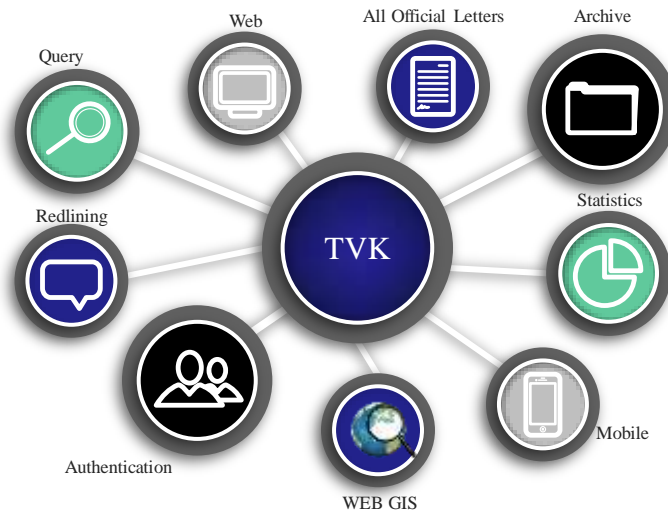 Web
All Official Letters
Archive
Query
Statistics
Redlining
TVK
Mobile
Authentication
WEB GIS